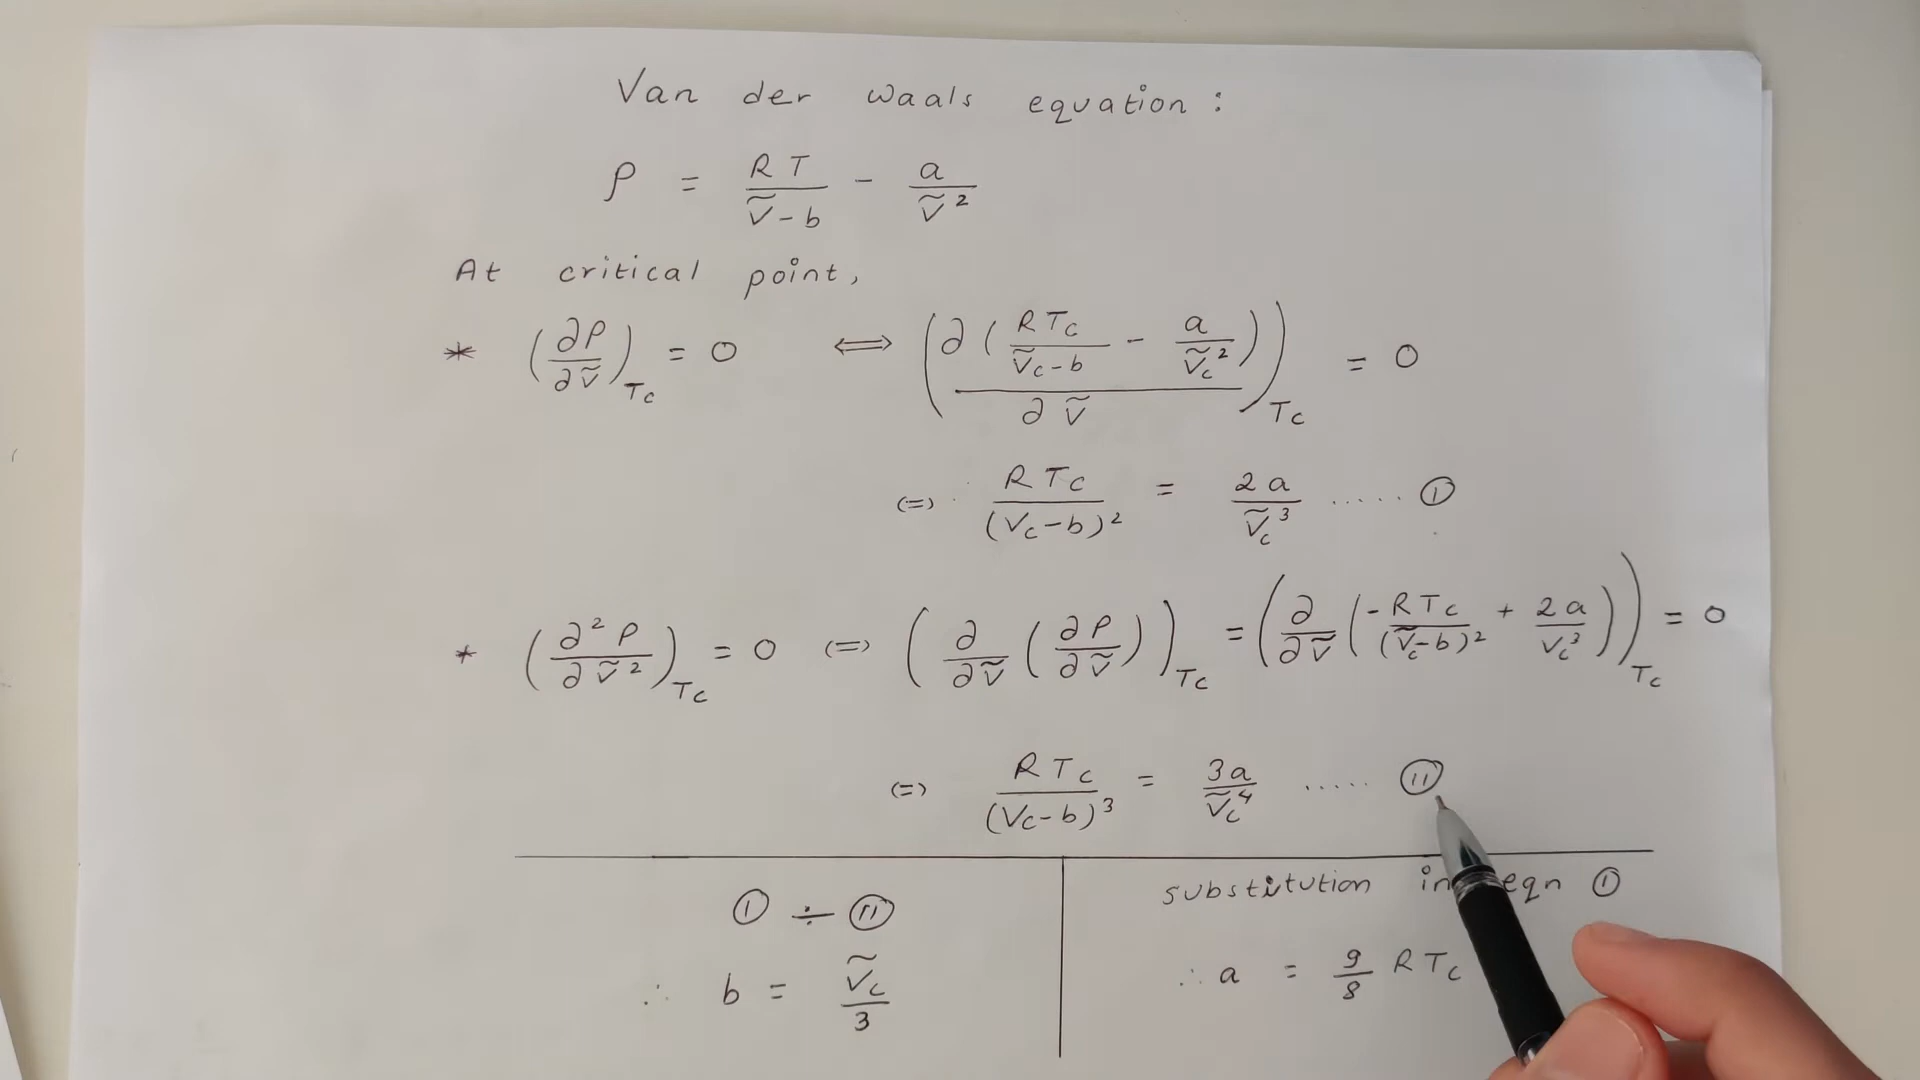 Van der waals equation :
P = RT/(ṽ-b) - a/ṽ²
At critical point,
* (∂P/∂ṽ)_Tc = 0 ⟺ (∂(RTc/(ṽc-b) - a/ṽc²)/∂ṽ)_Tc = 0
(=) RTc/(Vc-b)² = 2a/ṽc³ ..... ①
* (∂²P/∂ṽ²)_Tc = 0 (=) (∂/∂ṽ (∂P/∂ṽ))_Tc = (∂/∂ṽ (-RTc/(ṽc-b)² + 2a/Vc³))_Tc = 0
(=) RTc/(Vc-b)³ = 3a/ṽc⁴ ..... ⑪
① ÷ ⑪
∴ b = ṽc/3
substitution in eqn ①
∴ a = 9/8 RTc